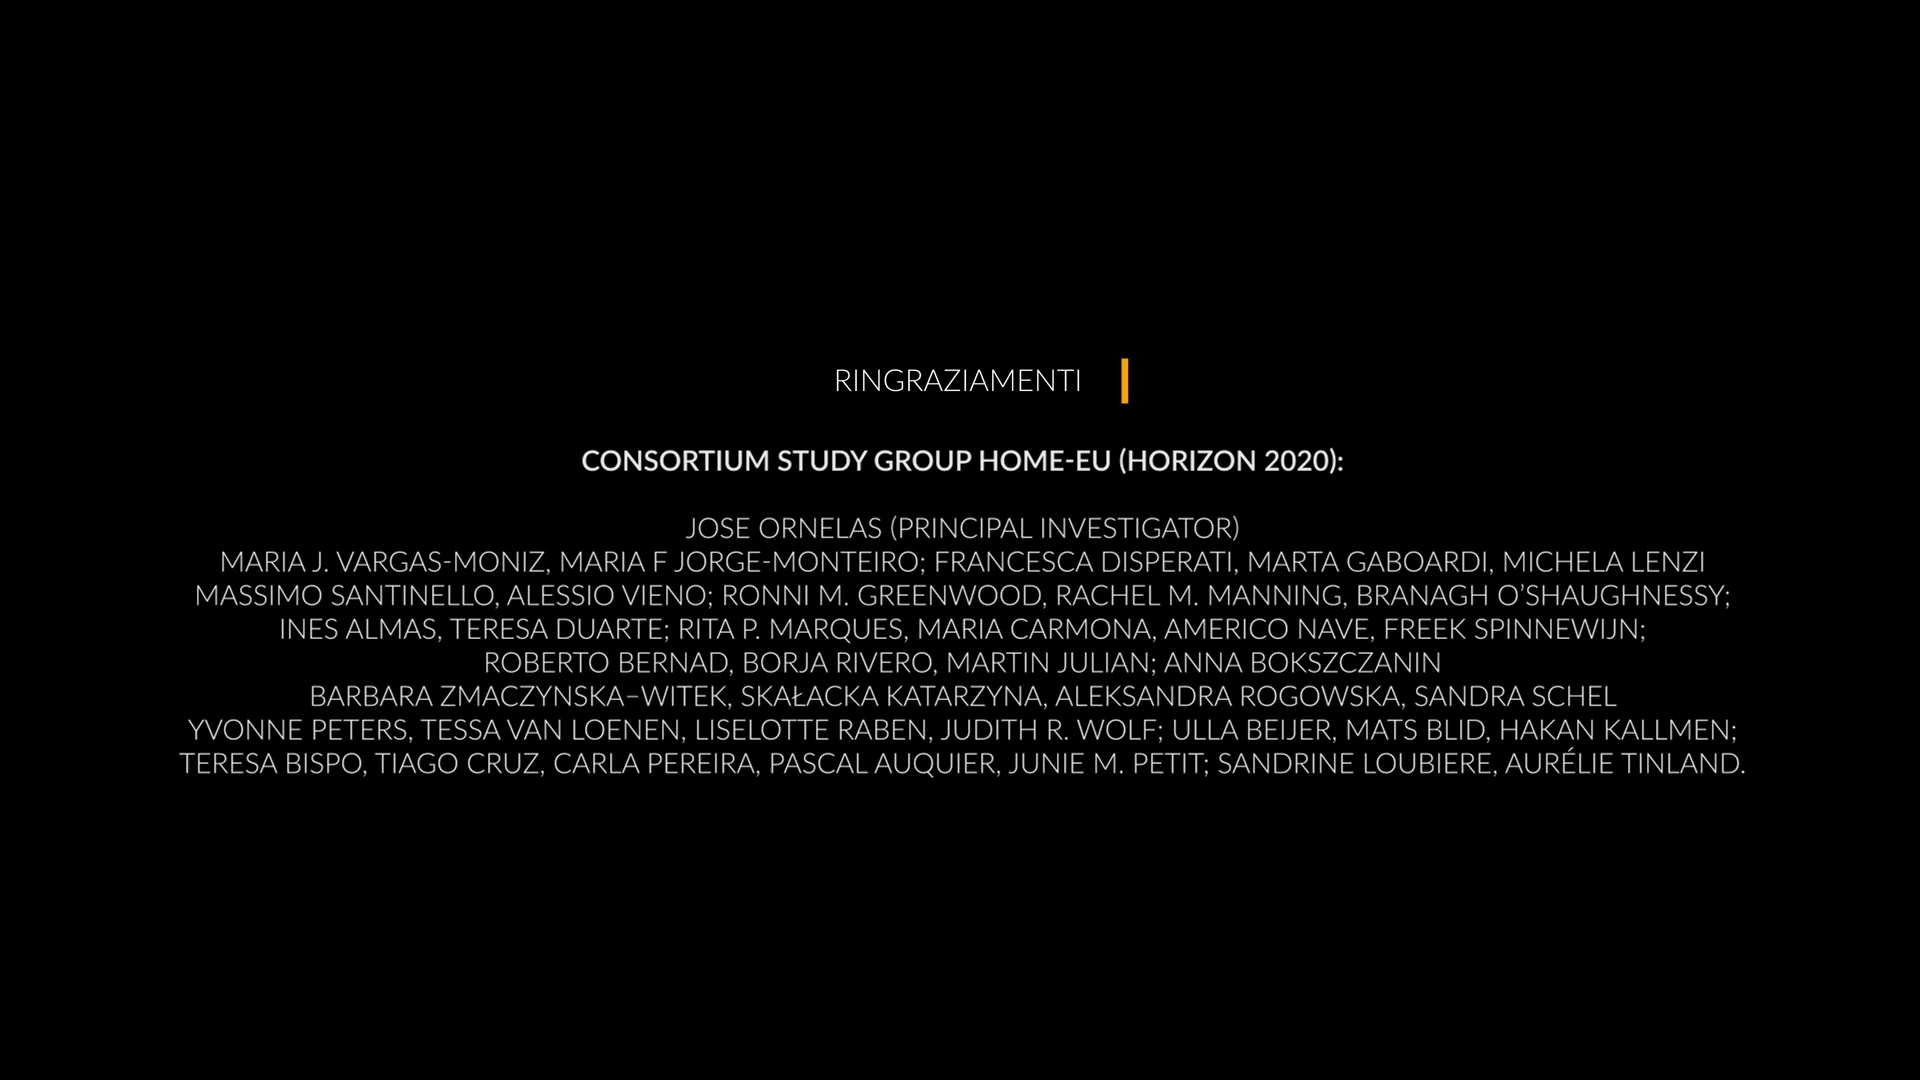 RINGRAZIAMENTI
CONSORTIUM STUDY GROUP HOME-EU (HORIZON 2020):
JOSE ORNELAS (PRINCIPAL INVESTIGATOR)
MARIA J. VARGAS-MONIZ, MARIA F JORGE-MONTEIRO; FRANCESCA DISPERATI, MARTA GABOARDI, MICHELA LENZI
MASSIMO SANTINELLO, ALESSIO VIENO; RONNI M. GREENWOOD, RACHEL M. MANNING, BRANAGH O’SHAUGHNESSY;
INES ALMAS, TERESA DUARTE; RITA P. MARQUES, MARIA CARMONA, AMERICO NAVE, FREEK SPINNEWIJN;
ROBERTO BERNAD, BORJA RIVERO, MARTIN JULIAN; ANNA BOKSZCZANIN
BARBARA ZMACZYNSKA–WITEK, SKAŁACKA KATARZYNA, ALEKSANDRA ROGOWSKA, SANDRA SCHEL
YVONNE PETERS, TESSA VAN LOENEN, LISELOTTE RABEN, JUDITH R. WOLF; ULLA BEIJER, MATS BLID, HAKAN KALLMEN;
TERESA BISPO, TIAGO CRUZ, CARLA PEREIRA, PASCAL AUQUIER, JUNIE M. PETIT; SANDRINE LOUBIERE, AURÉLIE TINLAND.